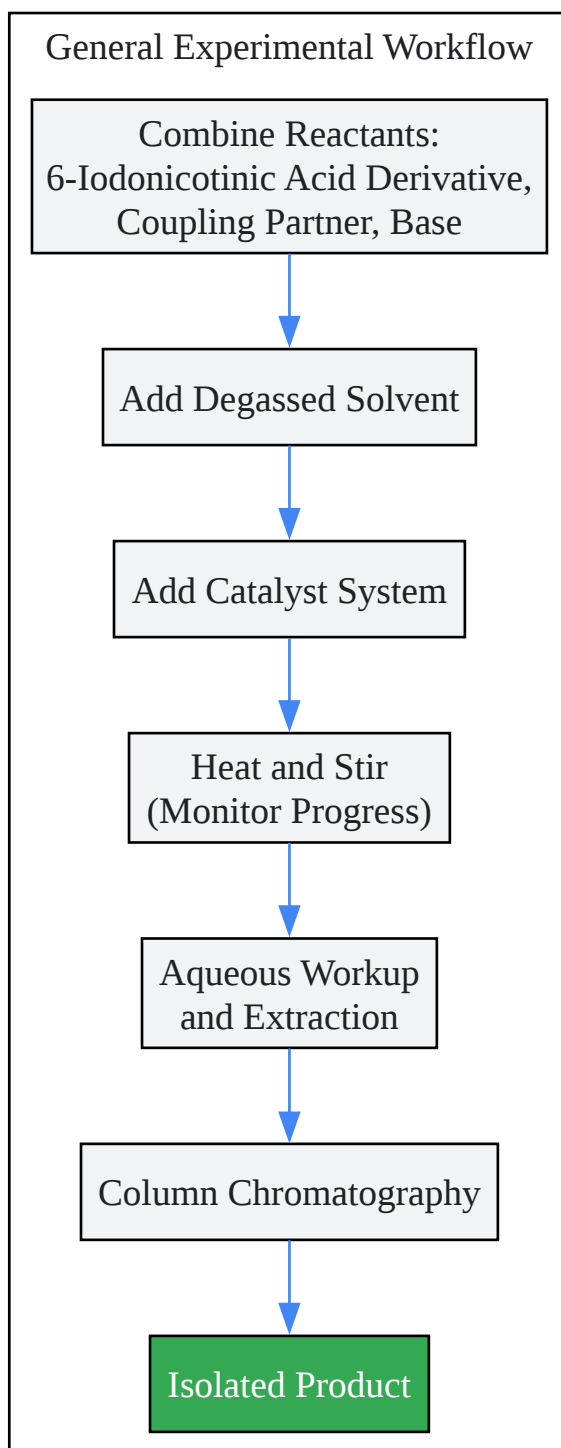 General Experimental Workflow
Combine Reactants:
6-Iodonicotinic Acid Derivative,
Coupling Partner, Base
Add Degassed Solvent
Add Catalyst System
Heat and Stir
(Monitor Progress)
Aqueous Workup
and Extraction
Column Chromatography
Isolated Product